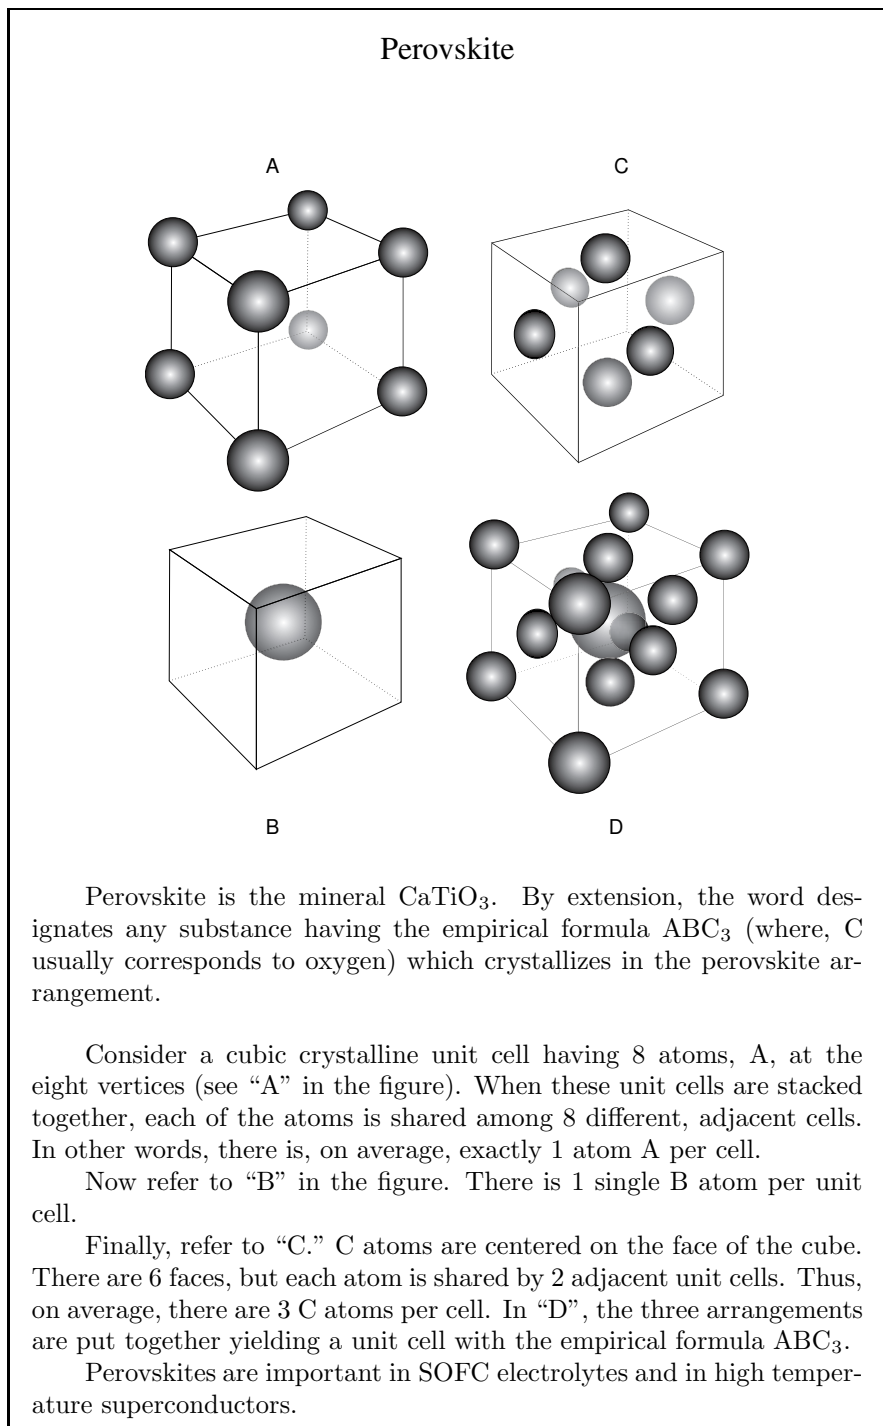 Perovskite
A
C
B
D
Perovskite is the mineral CaTiO₃. By extension, the word des-
ignates any substance having the empirical formula ABC₃ (where, C
usually corresponds to oxygen) which crystallizes in the perovskite ar-
rangement.
Consider a cubic crystalline unit cell having 8 atoms, A, at the
eight vertices (see “A” in the figure). When these unit cells are stacked
together, each of the atoms is shared among 8 different, adjacent cells.
In other words, there is, on average, exactly 1 atom A per cell.
Now refer to “B” in the figure. There is 1 single B atom per unit
cell.
Finally, refer to “C.” C atoms are centered on the face of the cube.
There are 6 faces, but each atom is shared by 2 adjacent unit cells. Thus,
on average, there are 3 C atoms per cell. In “D”, the three arrangements
are put together yielding a unit cell with the empirical formula ABC₃.
Perovskites are important in SOFC electrolytes and in high temper-
ature superconductors.